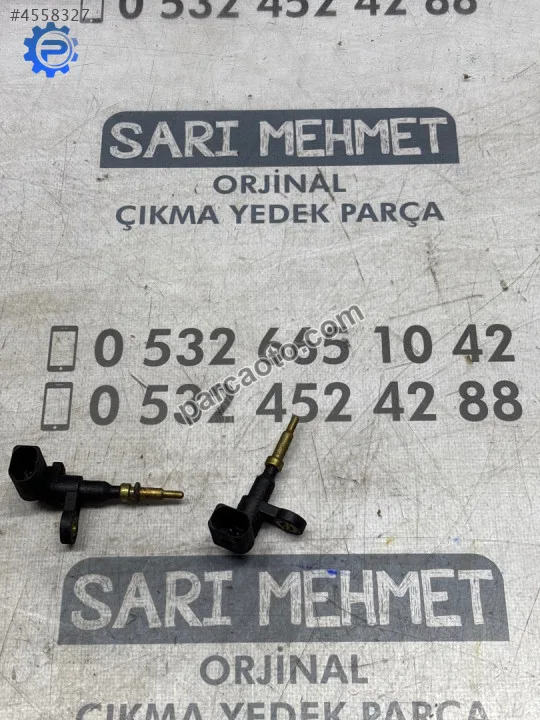 0 532 452 42 88
#4558327
SARI MEHMET
ORJİNAL
ÇIKMA YEDEK PARÇA
0 532 665 10 42
0 532 452 42 88
parcaoto.com
SARI MEHMET
ORJİNAL
ÇIKMA YEDEK PARÇA